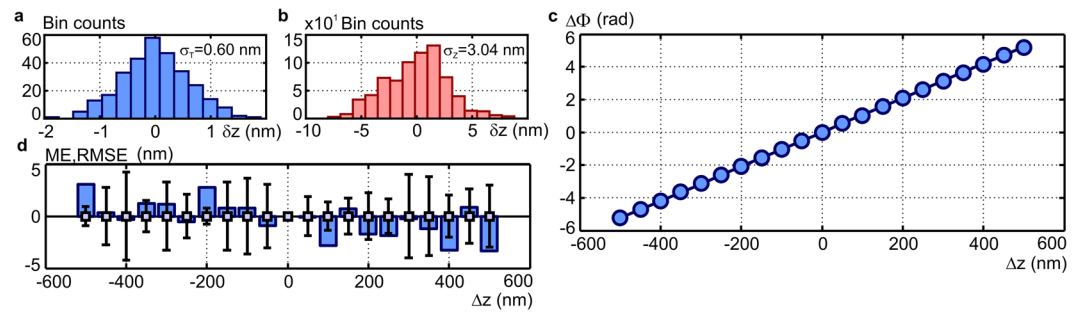 a Bin counts
60
40
20
0
σT=0.60 nm
-2 -1 0 1 δz (nm)
b x10¹ Bin counts
15
10
5
0
σZ=3.04 nm
-10 -5 0 5 δz (nm)
c ΔΦ (rad)
6
4
2
0
-2
-4
-6
-600 -400 -200 0 200 400 600
Δz (nm)
d ME,RMSE (nm)
5
0
-5
-600 -400 -200 0 200 400 600
Δz (nm)